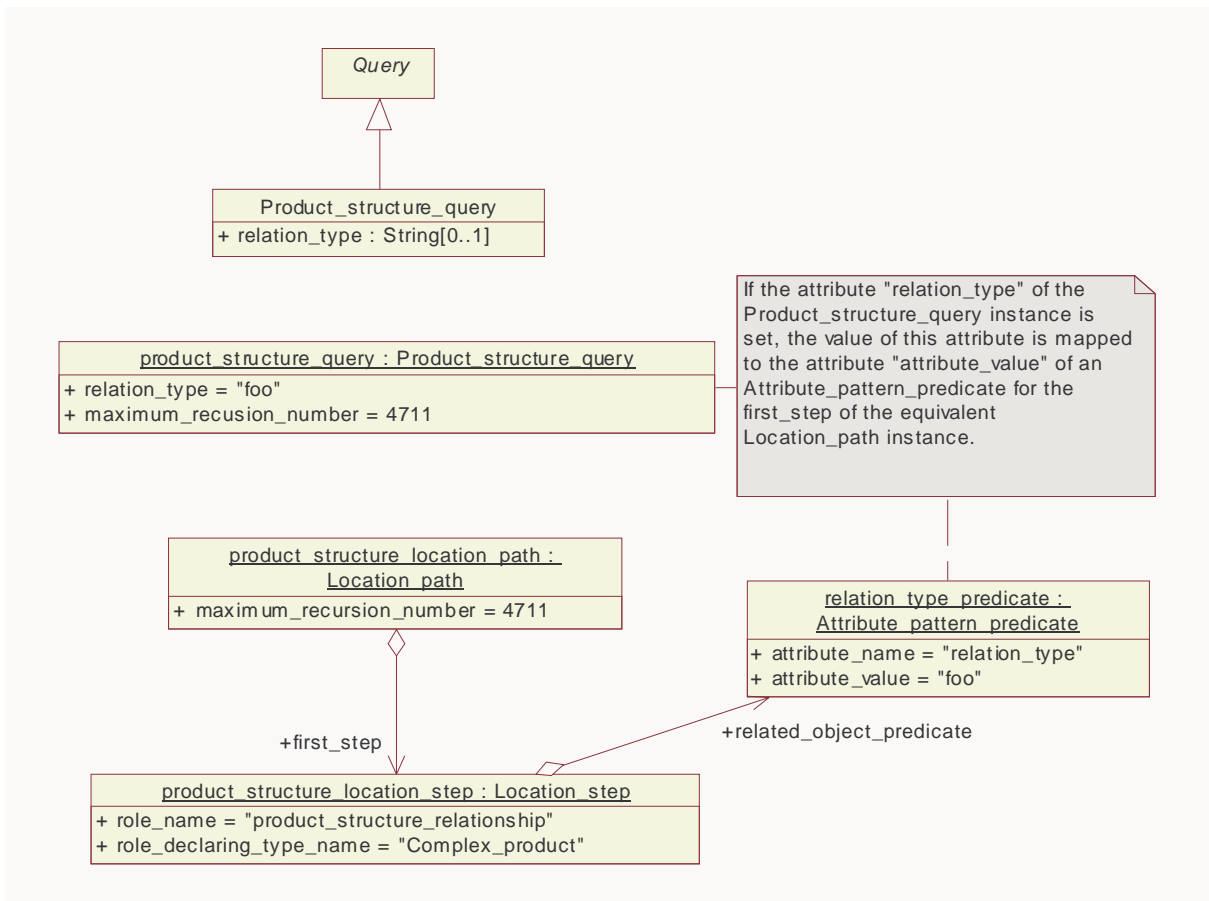 Query
Product_structure_query
+ relation_type : String[0..1]
If the attribute "relation_type" of the
Product_structure_query instance is
set, the value of this attribute is mapped
to the attribute "attribute_value" of an
Attribute_pattern_predicate for the
first_step of the equivalent
Location_path instance.
product_structure_query : Product_structure_query
+ relation_type = "foo"
+ maximum_recusion_number = 4711
product_structure_location_path :
Location_path
+ maximum_recursion_number = 4711
relation_type_predicate :
Attribute_pattern_predicate
+ attribute_name = "relation_type"
+ attribute_value = "foo"
+related_object_predicate
+first_step
product_structure_location_step : Location_step
+ role_name = "product_structure_relationship"
+ role_declaring_type_name = "Complex_product"